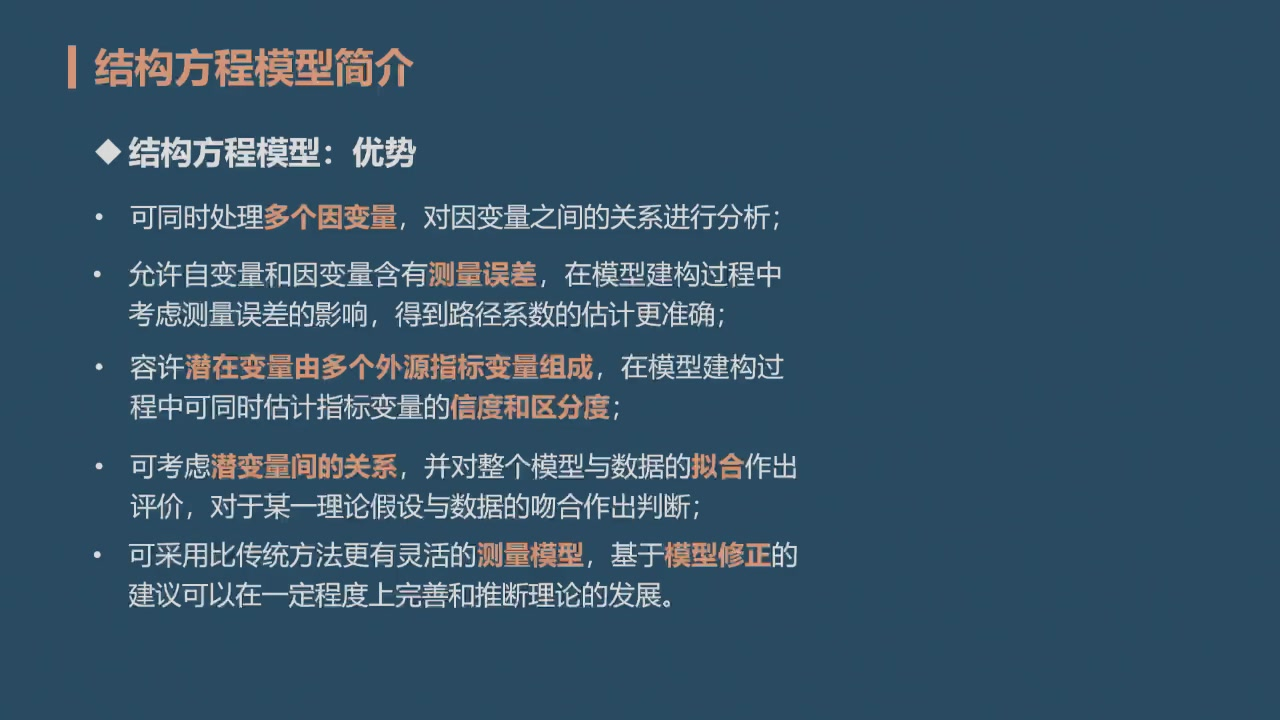 结构方程模型简介
◆结构方程模型：优势
• 可同时处理多个因变量，对因变量之间的关系进行分析；
• 允许自变量和因变量含有测量误差，在模型建构过程中
考虑测量误差的影响，得到路径系数的估计更准确；
• 容许潜在变量由多个外源指标变量组成，在模型建构过
程中可同时估计指标变量的信度和区分度；
• 可考虑潜变量间的关系，并对整个模型与数据的拟合作出
评价，对于某一理论假设与数据的吻合作出判断；
• 可采用比传统方法更有灵活的测量模型，基于模型修正的
建议可以在一定程度上完善和推断理论的发展。